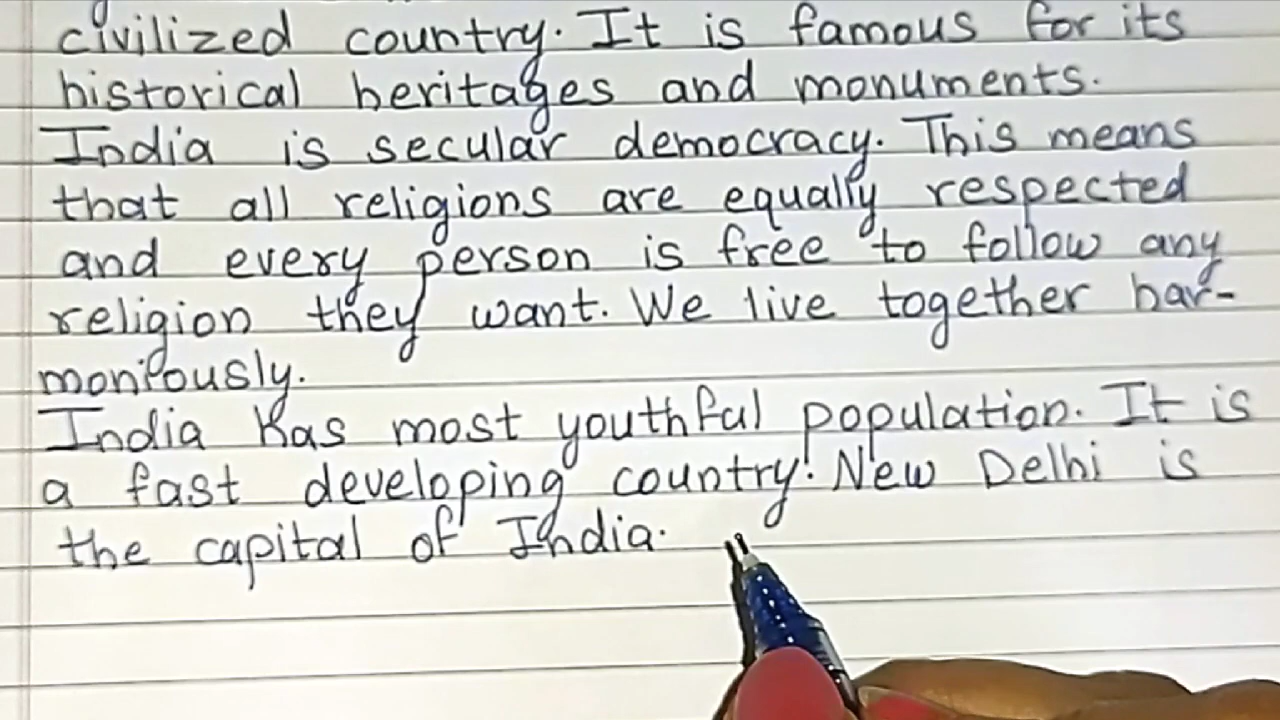 civilized country. It is famous for its
historical heritages and monuments.
India is secular democracy. This means
that all religions are equally respected
and every person is free to follow any
religion they want. We live together har-
moniously.
India has most youthful population. It is
a fast developing country. New Delhi is
the capital of India.